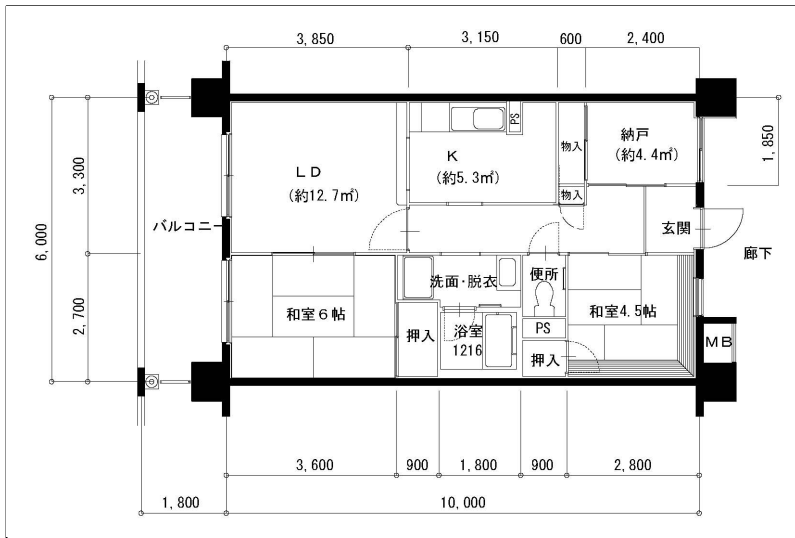 3,850
3,150
600
2,400
6,000
3,300
2,700
1,850
LD
(約12.7㎡)
K
(約5.3㎡)
PS
物入
物入
納戸
(約4.4㎡)
バルコニー
玄関
廊下
和室6帖
洗面・脱衣
便所
和室4.5帖
押入
浴室
1216
PS
押入
MB
3,600
900
1,800
900
2,800
1,800
10,000